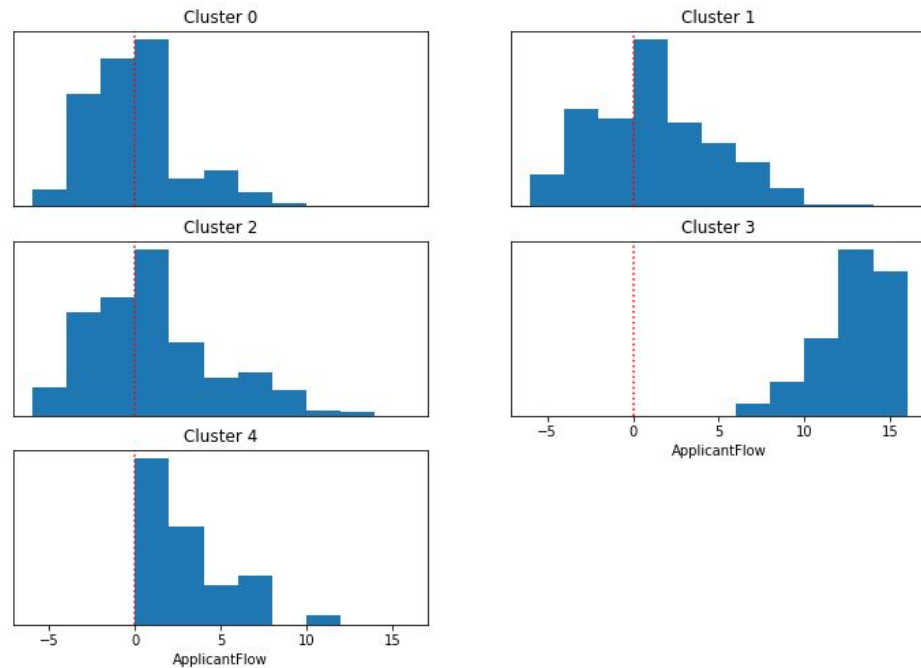 Cluster 0
Cluster 1
Cluster 2
Cluster 3
−5 0 5 10 15
ApplicantFlow
Cluster 4
−5 0 5 10 15
ApplicantFlow